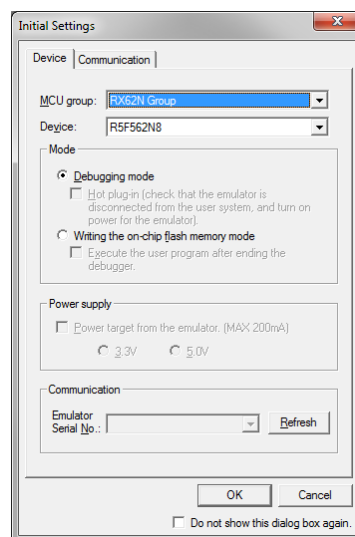 Initial Settings
Device
Communication
MCU group:
RX62N Group
Device:
R5F562N8
Mode
Debugging mode
Hot plug-in (check that the emulator is
disconnected from the user system, and turn on
power for the emulator).
Writing the on-chip flash memory mode
Execute the user program after ending the
debugger.
Power supply
Power target from the emulator. (MAX 200mA)
3.3V
5.0V
Communication
Emulator
Serial No.:
Refresh
OK
Cancel
Do not show this dialog box again.